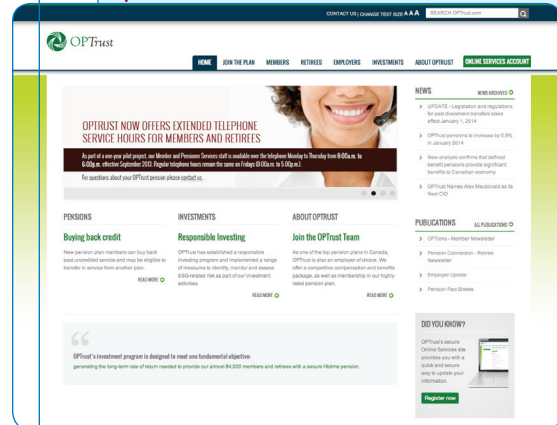 CONTACT US | CHANGE TEXT SIZE A A A SEARCH OPTrust.com
OPTrust
HOME JOIN THE PLAN MEMBERS RETIREES EMPLOYERS INVESTMENTS ABOUT OPTRUST ONLINE SERVICES ACCOUNT
OPTRUST NOW OFFERS EXTENDED TELEPHONE
SERVICE HOURS FOR MEMBERS AND RETIREES
As part of a one-year pilot project, our Member and Pensioner Services staff is available over the telephone Monday to Thursday from 8:00a.m. to
6:00p.m., effective September 2013. Regular telephone hours remain the same on Fridays (8:00a.m. to 5:00p.m.).
For questions about your OPTrust pension please contact us.
NEWS NEWS ARCHIVES
UPDATE - Legislation and regulations
for past divestment transfers takes
effect January 1, 2014
OPTrust pensions to increase by 0.9%
in January 2014
New analysis confirms that defined
benefit pensions provide significant
benefits to Canadian economy
OPTrust Names Alex Macdonald as its
Next CIO
PENSIONS
Buying back credit
New pension plan members can buy back
past uncredited service and may be eligible to
transfer in service from another plan.
READ MORE
INVESTMENTS
Responsible Investing
OPTrust has established a responsible
investing program and implemented a range
of measures to identify, monitor and assess
ESG-related risk as part of our investment
activities.
READ MORE
ABOUT OPTRUST
Join the OPTrust Team
As one of the top pension plans in Canada,
OPTrust is also an employer of choice. We
offer a competitive compensation and benefits
package, as well as membership in our highly
rated pension plan.
READ MORE
PUBLICATIONS ALL PUBLICATIONS
OPTions - Member Newsletter
Pension Connection - Retiree
Newsletter
Employer Update
Pension Fact Sheets
OPTrust's investment program is designed to meet one fundamental objective:
generating the long-term rate of return needed to provide our almost 84,000 members and retirees with a secure lifetime pension.
DID YOU KNOW?
OPTrust's secure
Online Services site
provides you with a
quick and secure
way to update your
information.
Register now